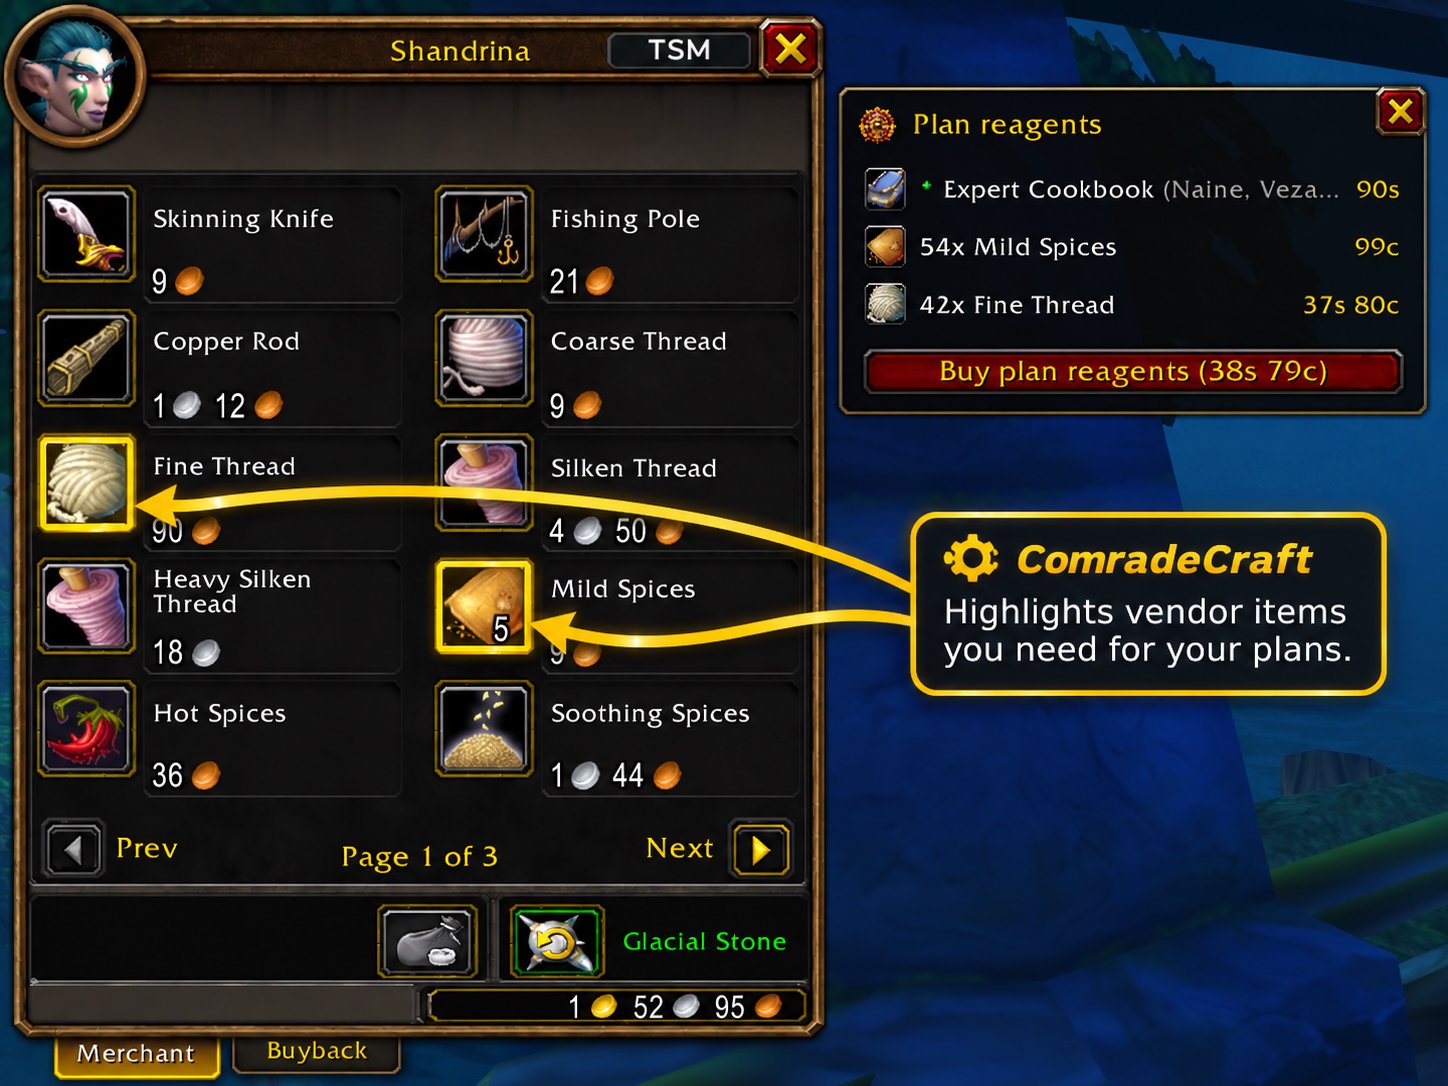 Shandrina
TSM
Skinning Knife
9
Fishing Pole
21
Copper Rod
1 12
Coarse Thread
9
Fine Thread
90
Silken Thread
4 50
Heavy Silken
Thread
18
Mild Spices
5
9
Hot Spices
36
Soothing Spices
1 44
Prev
Page 1 of 3
Next
Glacial Stone
1 52 95
Merchant
Buyback
Plan reagents
+ Expert Cookbook (Naine, Veza... 90s
54x Mild Spices 99c
42x Fine Thread 37s 80c
Buy plan reagents (38s 79c)
ComradeCraft
Highlights vendor items
you need for your plans.